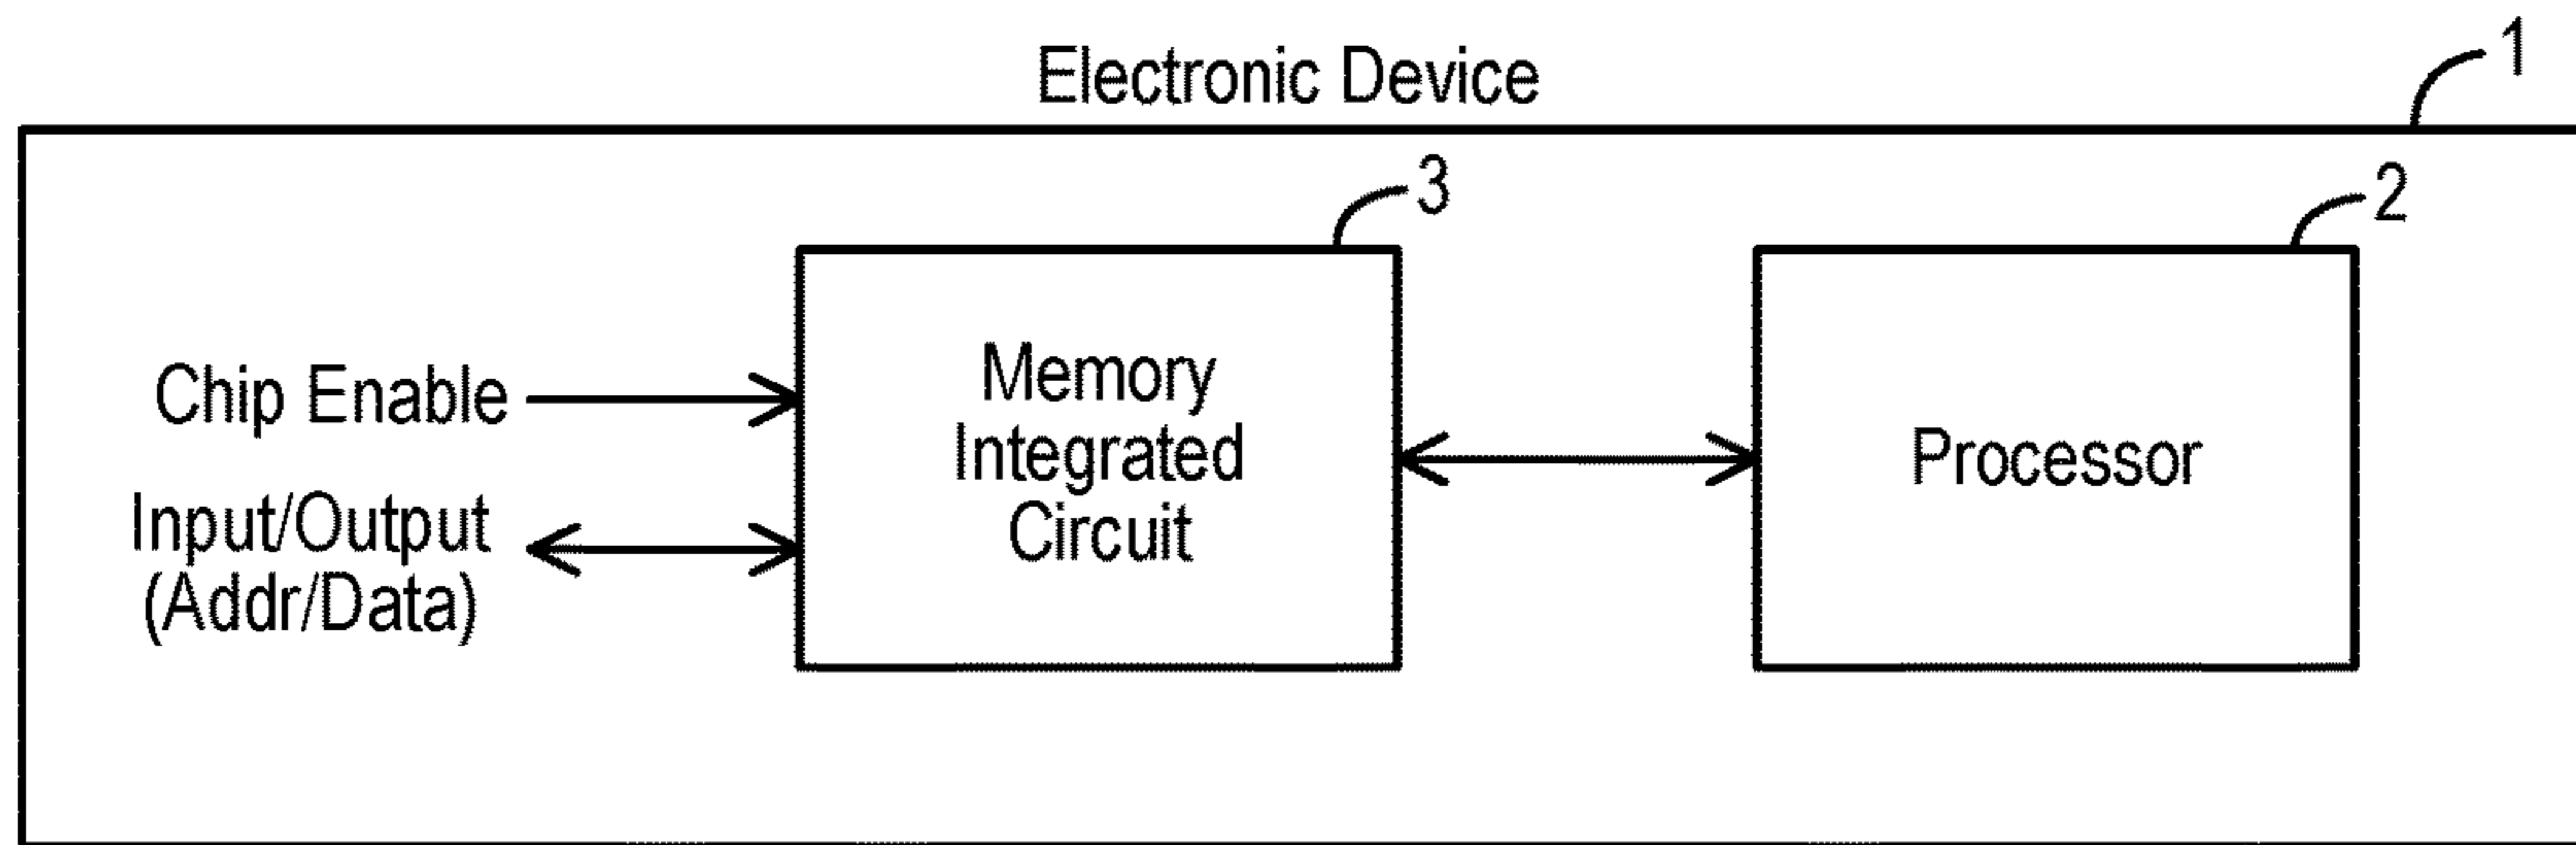 Electronic Device
1
3
2
Chip Enable
Input/Output
(Addr/Data)
Memory
Integrated
Circuit
Processor